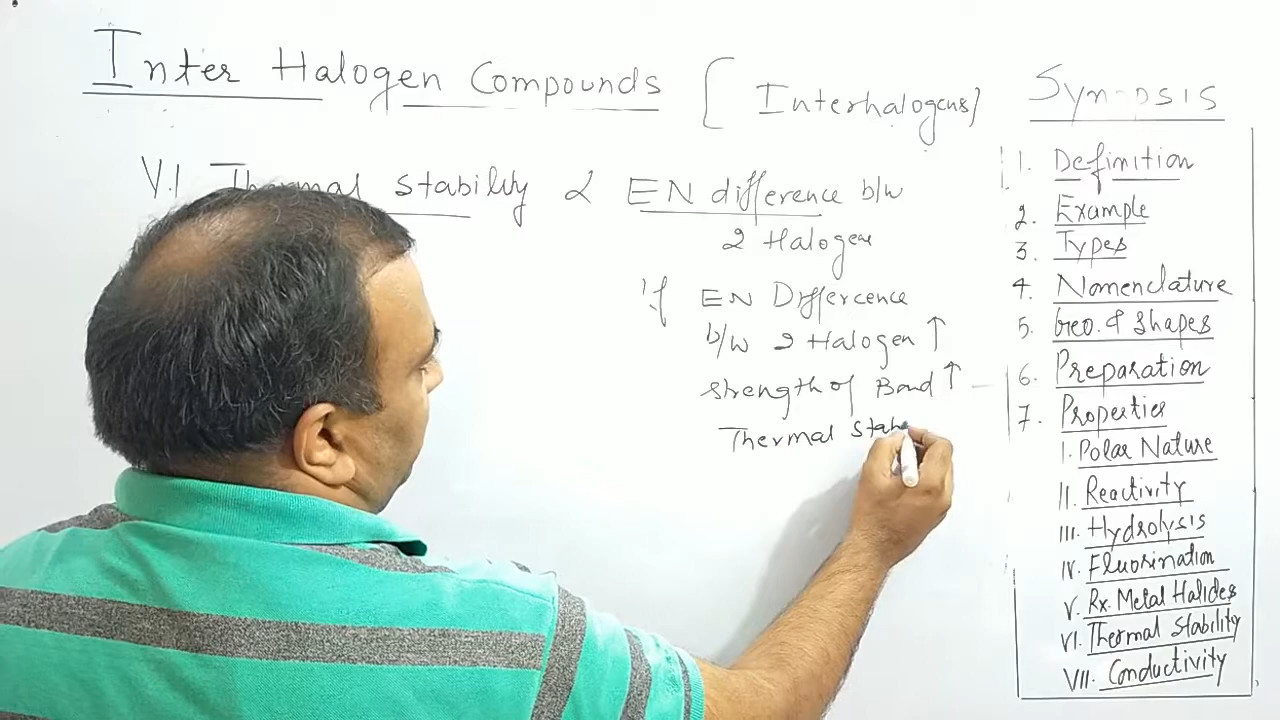 Inter Halogen Compounds [Interhalogens]
V.I Thermal stability α EN difference b/w
2 Halogen
If EN Differcence
b/w 2 Halogen ↑
strength of Bond ↑
Thermal Stab
Synopsis
1. Definition
2. Example
3. Types
4. Nomenclature
5. Geo. & shapes
6. Preparation
7. Properties
I. Polar Nature
II. Reactivity
III. Hydrolysis
IV. Fluorination
V. Rx. Metal Halides
VI. Thermal Stability
VII. Conductivity